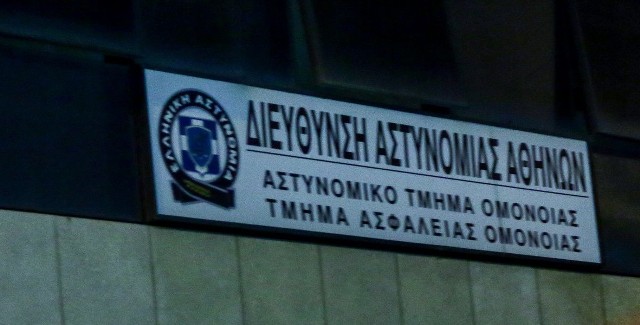 ΕΛΛΗΝΙΚΗ ΑΣΤΥΝΟΜΙΑ
ΔΙΕΥΘΥΝΣΗ ΑΣΤΥΝΟΜΙΑΣ ΑΘΗΝΩΝ
ΑΣΤΥΝΟΜΙΚΟ ΤΜΗΜΑ ΟΜΟΝΟΙΑΣ
ΤΜΗΜΑ ΑΣΦΑΛΕΙΑΣ ΟΜΟΝΟΙΑΣ